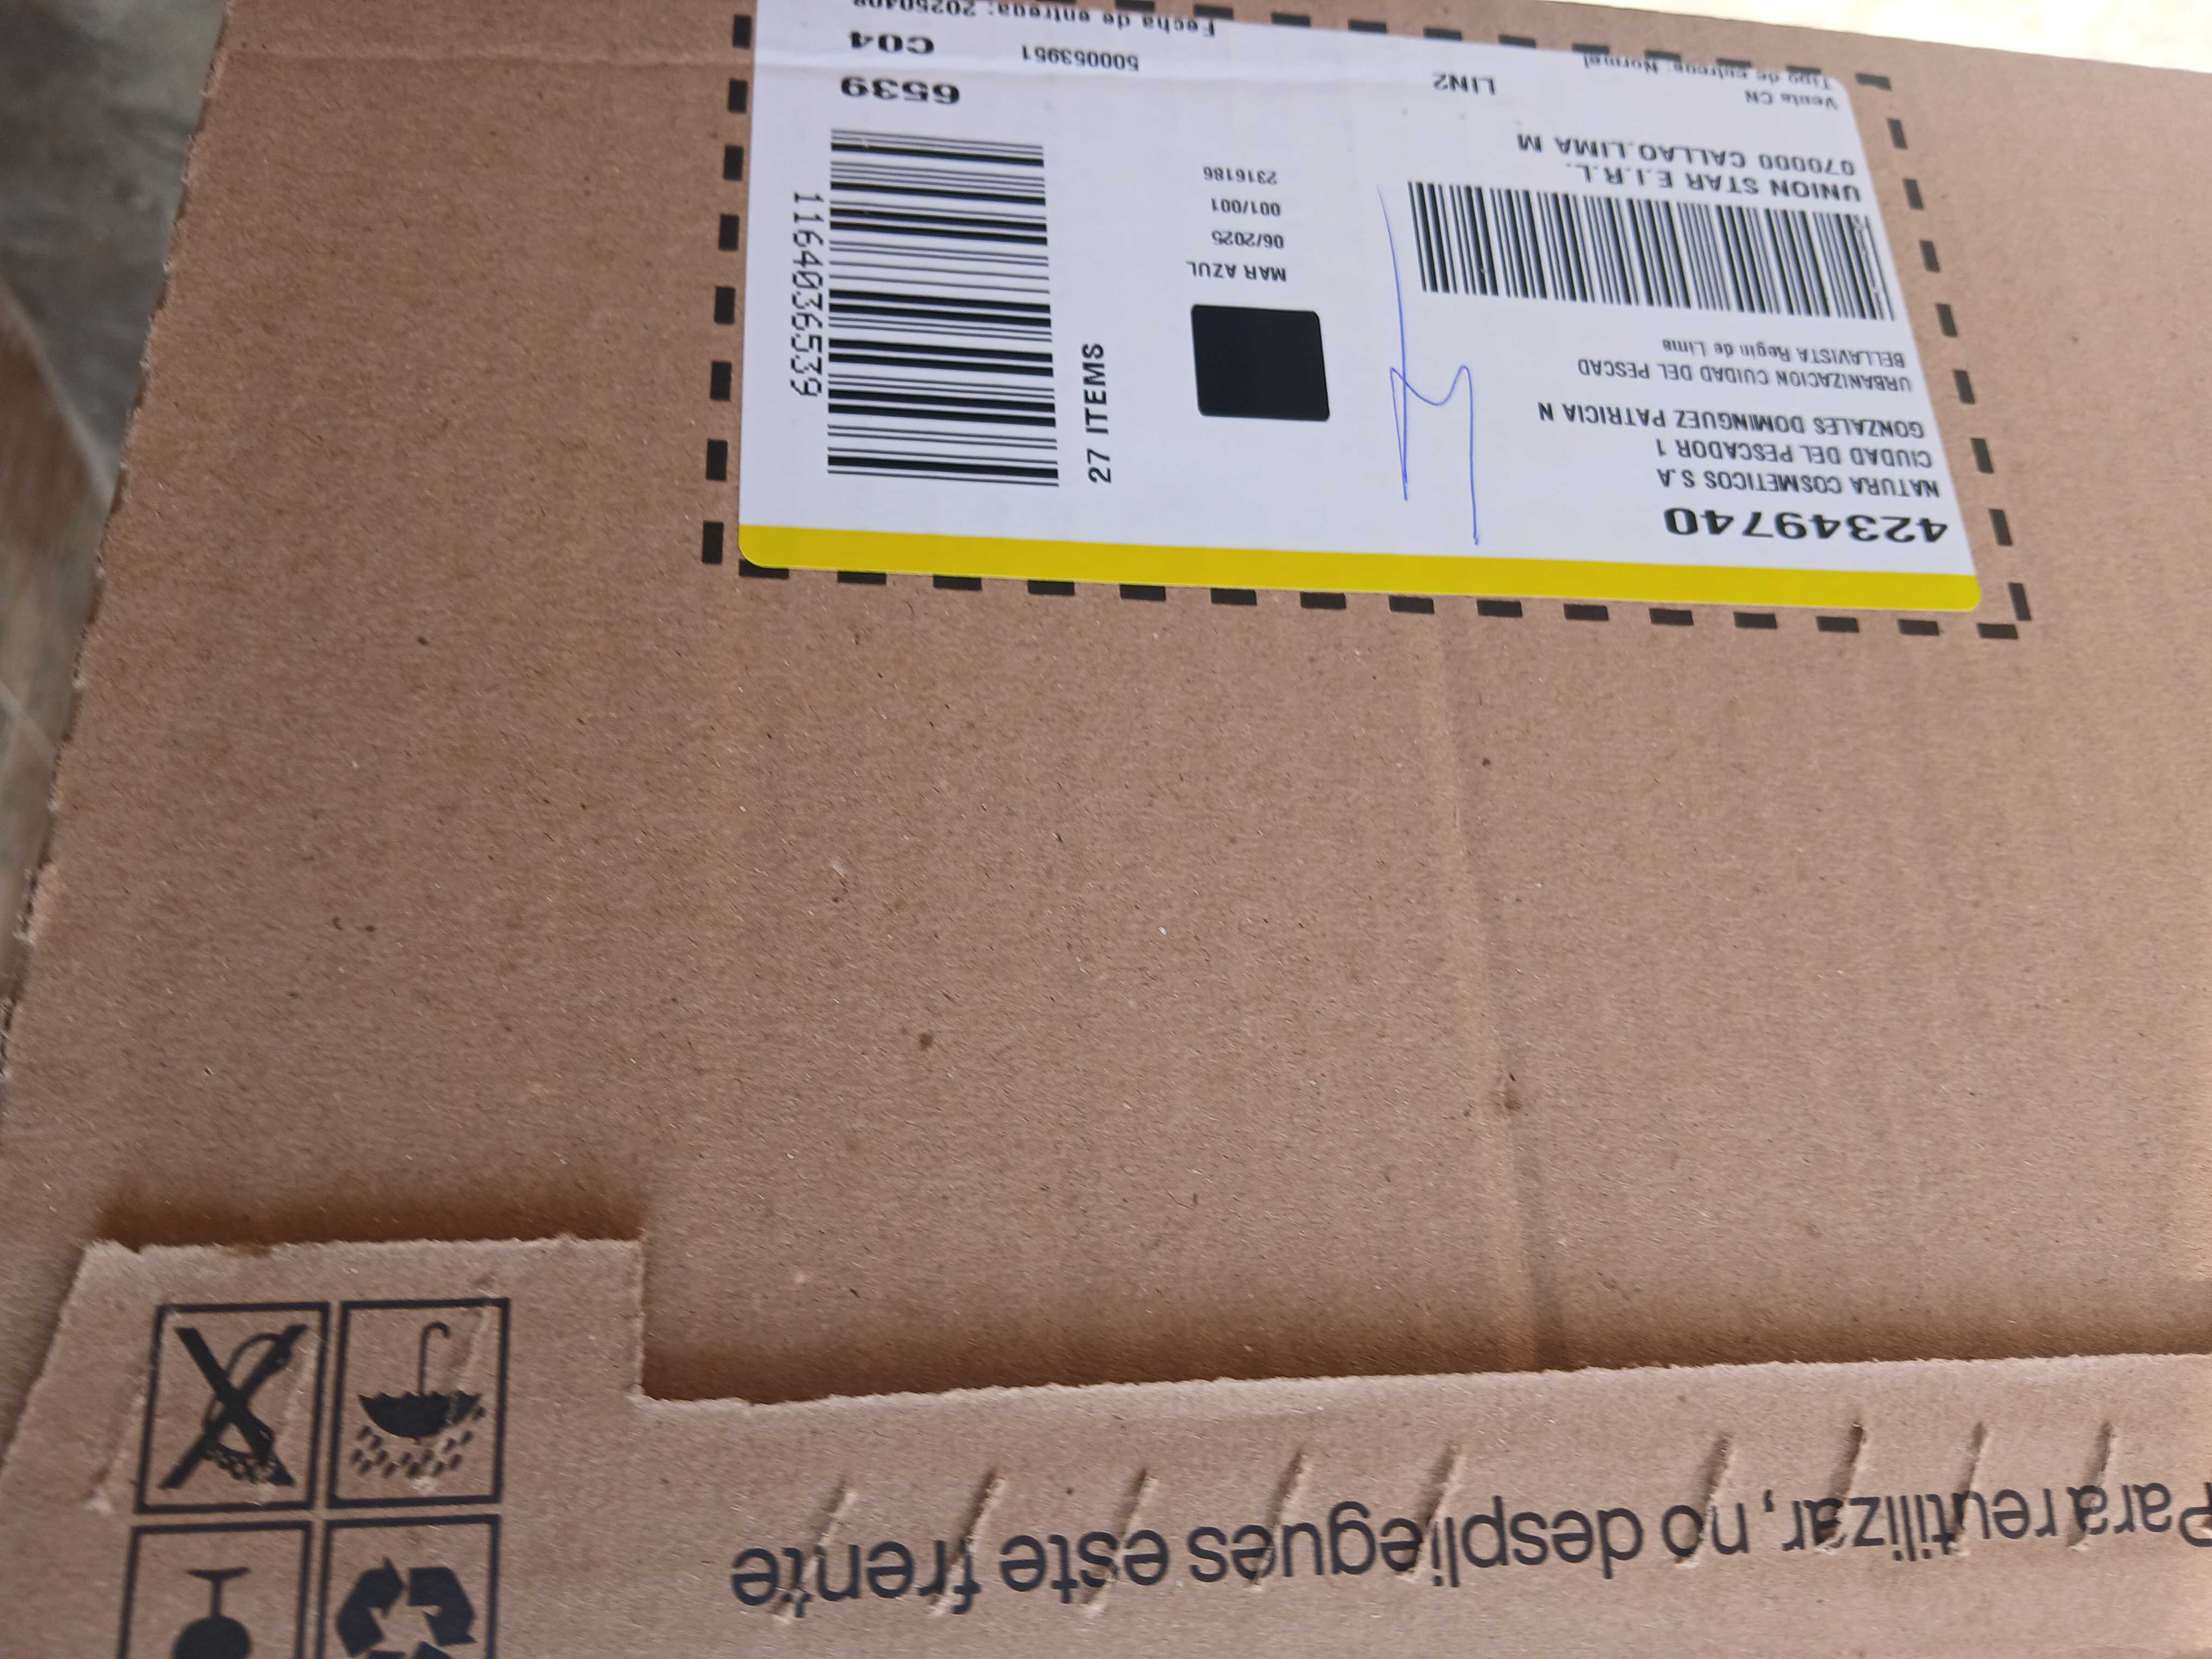 42349740
NATURA COSMETICOS S.A
CIUDAD DEL PESCADOR 1
GONZALES DOMINGUEZ PATRICIA N
URBANIZACION CUIDAD DEL PESCAD
BELLAVISTA Regin de Lima
UNION STAR E.I.R.L.
070000 CALLAO.LIMA M
Venta CN
Tipo de entrega: Normal
LIN2
MAR AZUL
06/2025
001/001
2316186
27 ITEMS
1164036539
6539
C04
500053951
Fecha de entrega: 20250408
Para reutilizar, no despliegues este frente